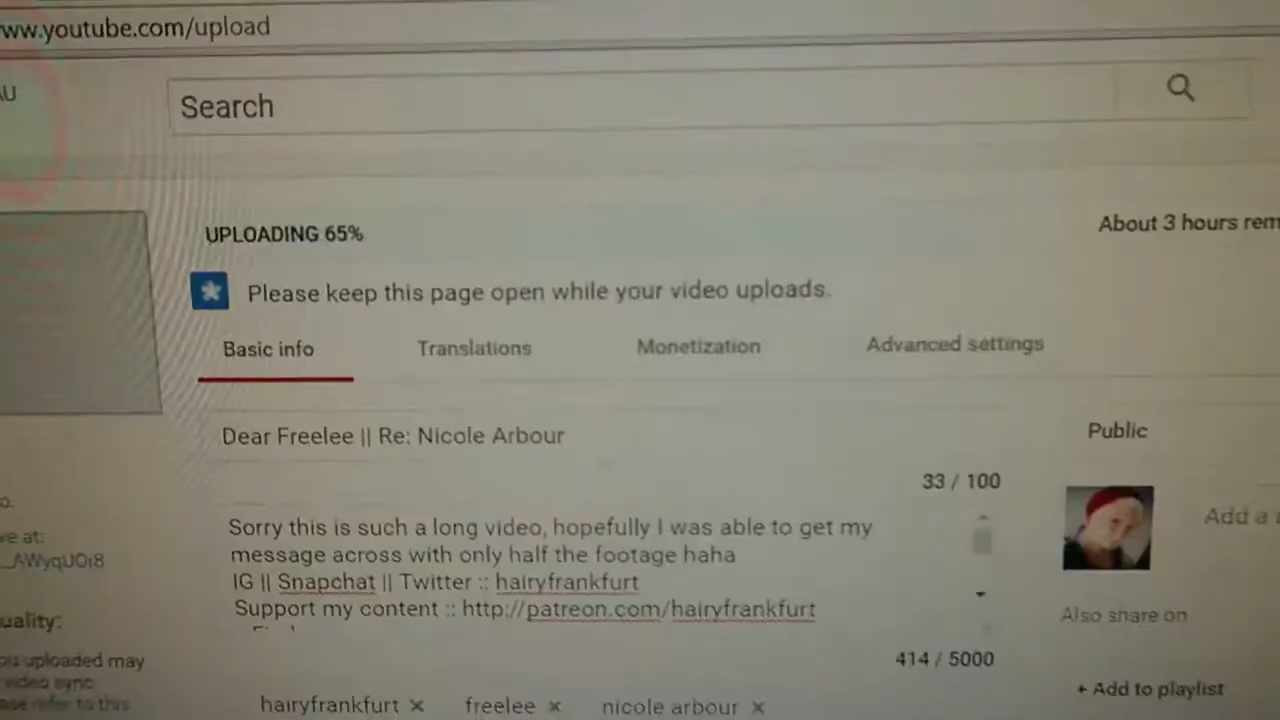 ww.youtube.com/upload
AU
Search
UPLOADING 65%
About 3 hours rem
Please keep this page open while your video uploads.
Basic info
Translations
Monetization
Advanced settings
Dear Freelee || Re: Nicole Arbour
Public
33 / 100
Sorry this is such a long video, hopefully I was able to get my
message across with only half the footage haha
IG || Snapchat || Twitter :: hairyfrankfurt
Support my content :: http://patreon.com/hairyfrankfurt
Add a
Also share on
ve at:
_AWyqU0r8
uality:
ou uploaded may
video sync
refer to this
414 / 5000
+ Add to playlist
hairyfrankfurt × freelee × nicole arbour ×